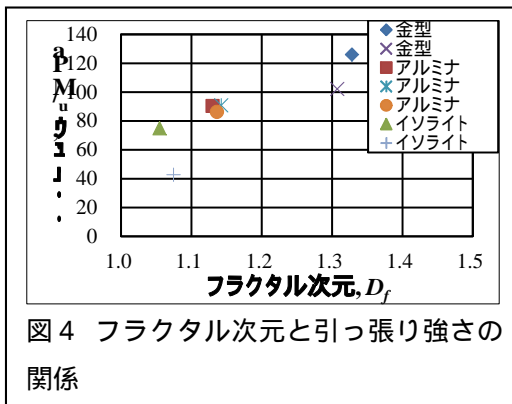 140
120
100
80
60
40
20
0
1.0 1.1 1.2 1.3 1.4 1.5
フラクタル次元, D_f
金型
金型
アルミナ
アルミナ
アルミナ
イソライト
イソライト
図4 フラクタル次元と引っ張り強さの
関係